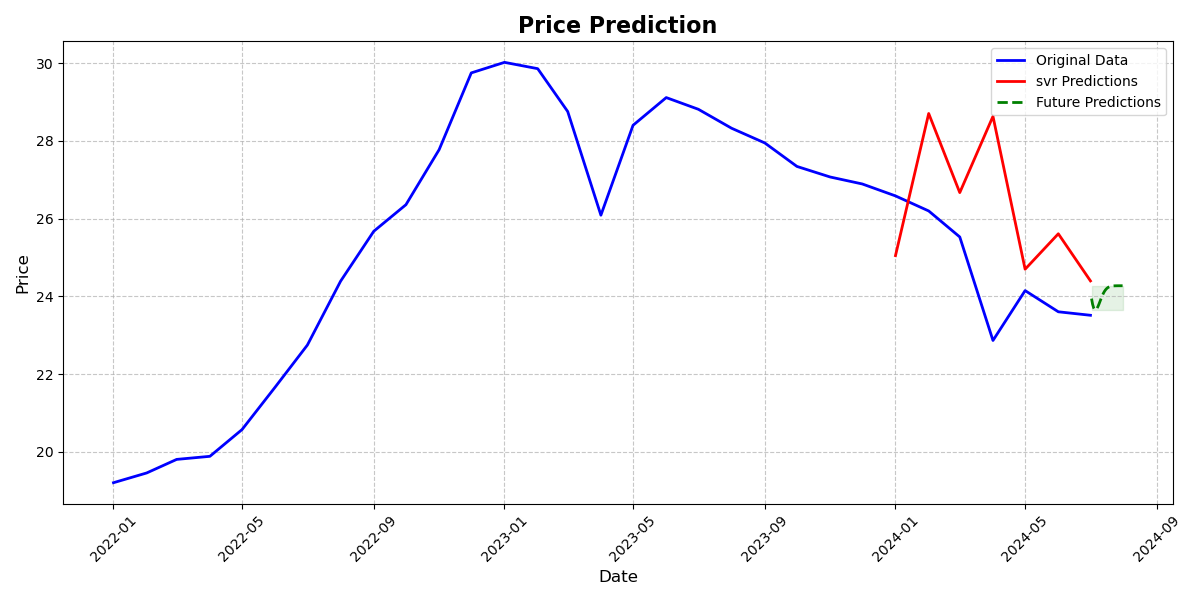 Price Prediction
Original Data
svr Predictions
Future Predictions
Price
30
28
26
24
22
20
2022-01
2022-05
2022-09
2023-01
2023-05
2023-09
2024-01
2024-05
2024-09
Date